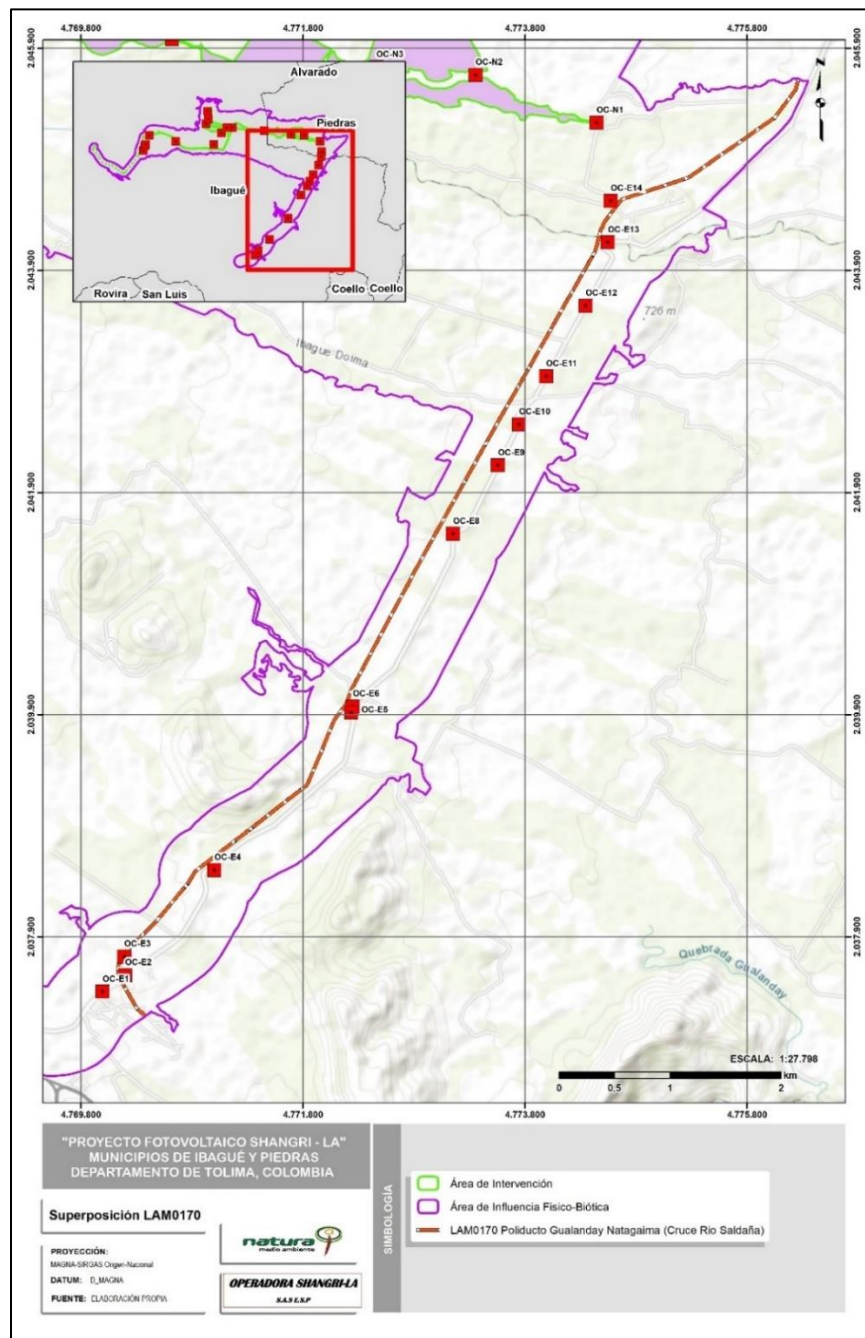 4.769.800 4.771.800 4.773.800 4.775.800
2.045.900 2.045.900
OC-N3
OC-N2
Alvarado
OC-N1
Piedras
Ibagué
OC-E14
OC-E13
2.043.900 2.043.900
Rovira San Luis Coello Coello
OC-E12
726 m
Ibague Doima
OC-E11
OC-E10
OC-E9
2.041.900 2.041.900
OC-E8
OC-E6
OC-E5
2.039.900 2.039.900
OC-E4
2.037.900 2.037.900
OC-E3
OC-E2
OC-E1
Quebrada Gualanday
ESCALA: 1:27.798
km
0 0.5 1 2
4.769.800 4.771.800 4.773.800 4.775.800
"PROYECTO FOTOVOLTAICO SHANGRI - LA"
MUNICIPIOS DE IBAGUÉ Y PIEDRAS
DEPARTAMENTO DE TOLIMA, COLOMBIA
Superposición LAM0170
PROYECCIÓN:
MAGNA-SIRGAS Origen-Nacional
DATUM: D_MAGNA
FUENTE: ELABORACIÓN PROPIA
natura
medio ambiente
OPERADORA SHANGRI-LA
S.A.S E.S.P
SIMBOLOGÍA
Área de Intervención
Área de Influencia Fisico-Biótica
LAM0170 Poliducto Gualanday Natagaima (Cruce Rio Saldaña)